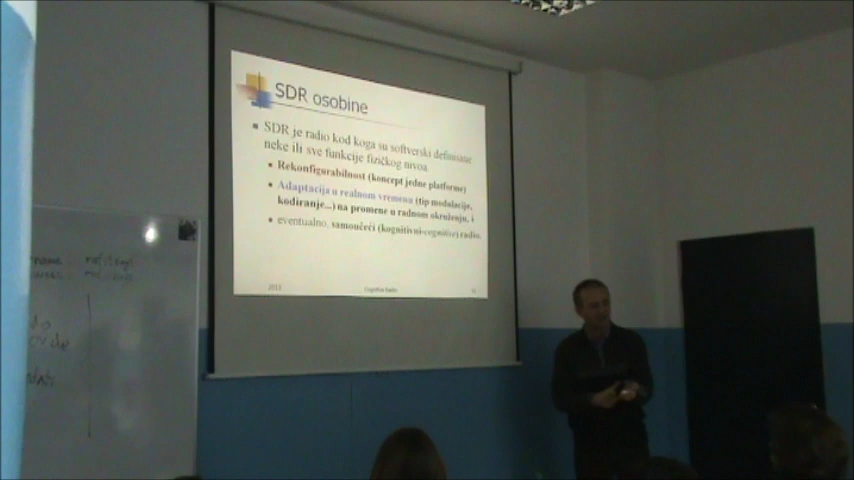 SDR osobine
SDR je radio kod koga su softverski definisane
neke ili sve funkcije fizičkog nivoa
Rekonfigurabilnost (koncept jedne platforme)
Adaptacija u realnom vremenu (tip modulacije,
kodiranje...) na promene u radnom okruženju, i
eventualno, samoučeći (kognitivni-cognitive) radio.
2013
Cognitive Radio